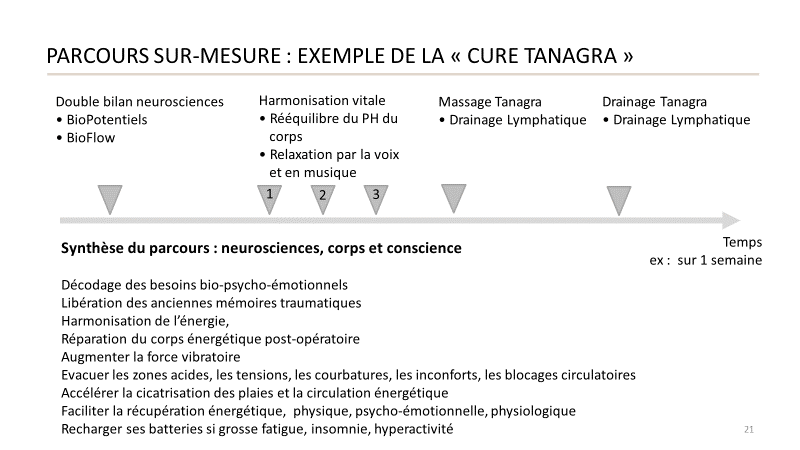 PARCOURS SUR-MESURE : EXEMPLE DE LA « CURE TANAGRA »
Double bilan neurosciences
• BioPotentiels
• BioFlow
Harmonisation vitale
• Rééquilibre du PH du
corps
• Relaxation par la voix
et en musique
Massage Tanagra
• Drainage Lymphatique
Drainage Tanagra
• Drainage Lymphatique
1
2
3
Temps
ex : sur 1 semaine
Synthèse du parcours : neurosciences, corps et conscience
Décodage des besoins bio-psycho-émotionnels
Libération des anciennes mémoires traumatiques
Harmonisation de l’énergie,
Réparation du corps énergétique post-opératoire
Augmenter la force vibratoire
Evacuer les zones acides, les tensions, les courbatures, les inconforts, les blocages circulatoires
Accélérer la cicatrisation des plaies et la circulation énergétique
Faciliter la récupération énergétique, physique, psycho-émotionnelle, physiologique
Recharger ses batteries si grosse fatigue, insomnie, hyperactivité
21